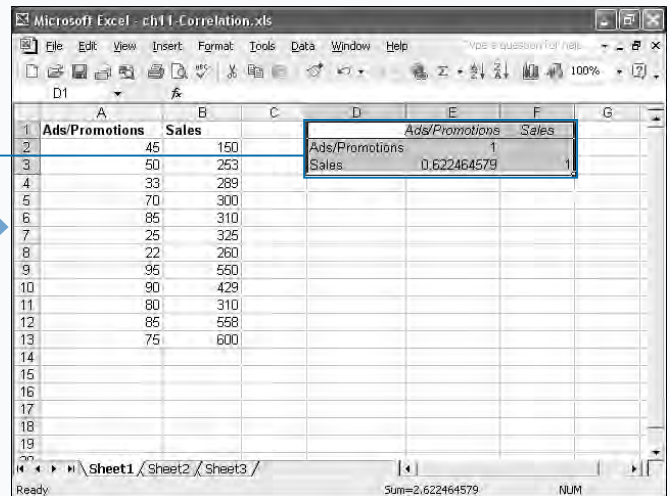 Microsoft Excel - ch11-Correlation.xls
File Edit View Insert Format Tools Data Window Help Type a question for help
100%
D1 fx
A B C D E F G
1 Ads/Promotions Sales Ads/Promotions Sales
2 45 150 Ads/Promotions 1
3 50 253 Sales 0.622464579 1
4 33 289
5 70 300
6 85 310
7 25 325
8 22 260
9 95 550
10 90 429
11 80 310
12 85 558
13 75 600
14
15
16
17
18
19
Sheet1 Sheet2 Sheet3
Ready Sum=2.622464579 NUM